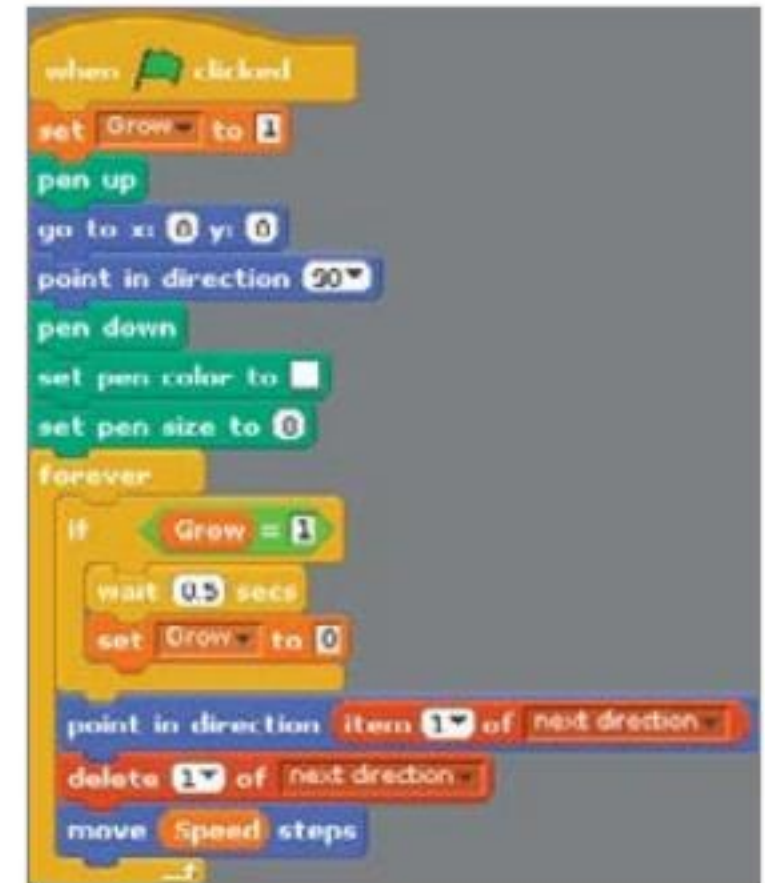 when clicked
set Grow to 1
pen up
go to x: 0 y: 0
point in direction 90
pen down
set pen color to
set pen size to 0
forever
if Grow = 1
wait 0.5 secs
set Grow to 0
point in direction item 1 of next direction
delete 1 of next direction
move Speed steps